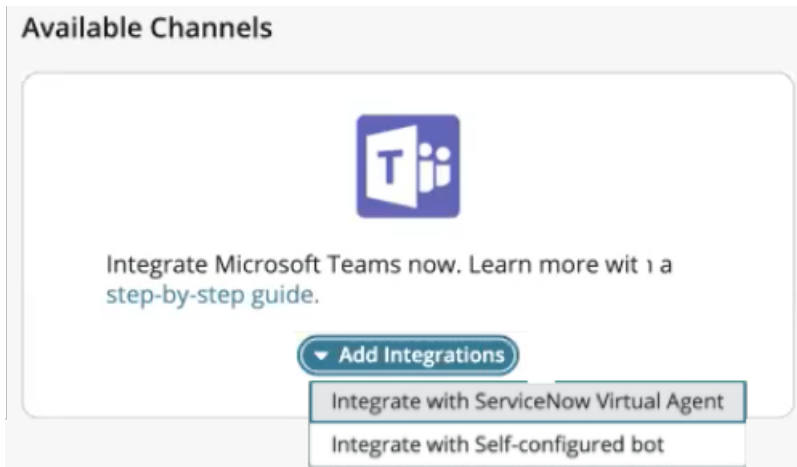 Available Channels
T
Integrate Microsoft Teams now. Learn more a
step-by-step guide.
Add Integrations
Integrate with ServiceNow Virtual Agent
Integrate with Self-configured bot